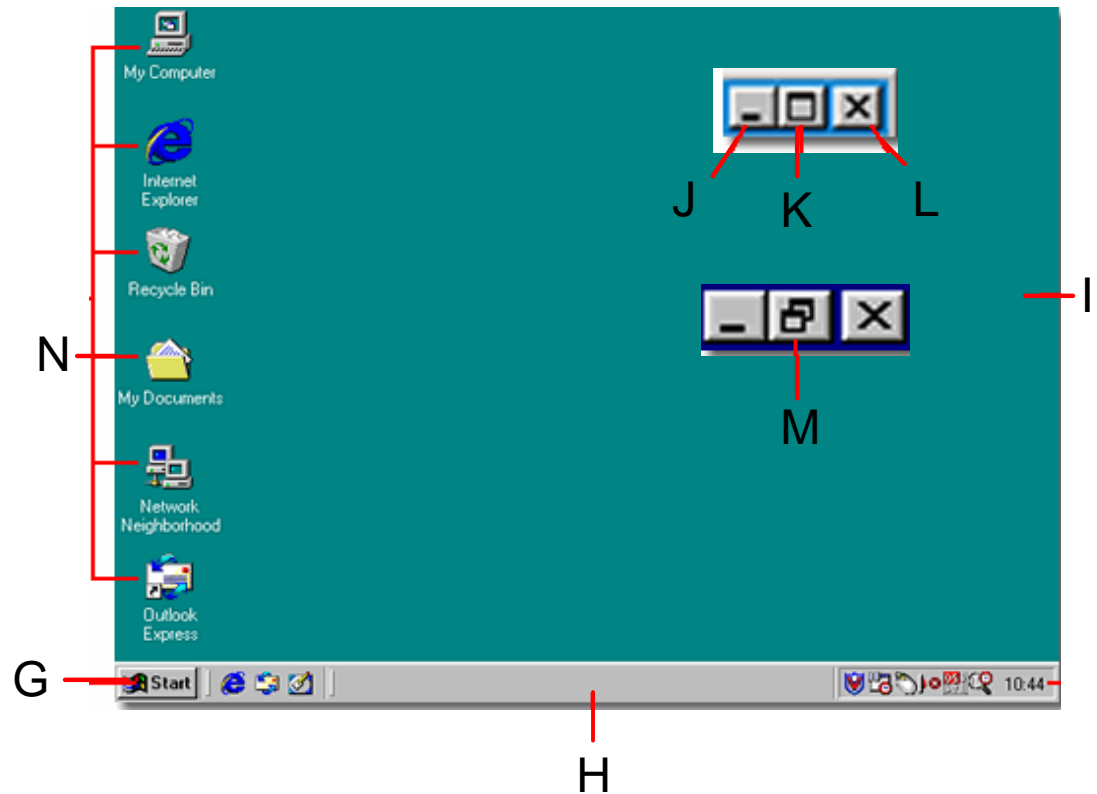 My Computer
J
K
L
Internet
Explorer
Recycle Bin
I
N
My Documents
M
Network
Neighborhood
Outlook
Express
G
Start
10:44
H